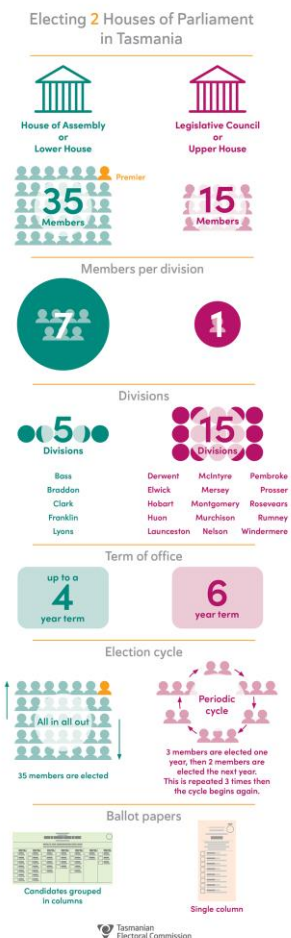 Electing 2 Houses of Parliament
in Tasmania
House of Assembly
or
Lower House
Legislative Council
or
Upper House
Premier
35
Members
15
Members
Members per division
7
1
Divisions
5
Divisions
15
Divisions
Bass
Braddon
Clark
Franklin
Lyons
Derwent McIntyre Pembroke
Elwick Mersey Prosser
Hobart Montgomery Rosevears
Huon Murchison Rumney
Launceston Nelson Windermere
Term of office
up to a
4
year term
6
year term
Election cycle
All in all out
35 members are elected
Periodic
cycle
3 members are elected one
year, then 2 members are
elected the next year.
This is repeated 3 times then
the cycle begins again.
Ballot papers
Candidates grouped
in columns
Single column
Tasmanian
Electoral Commission